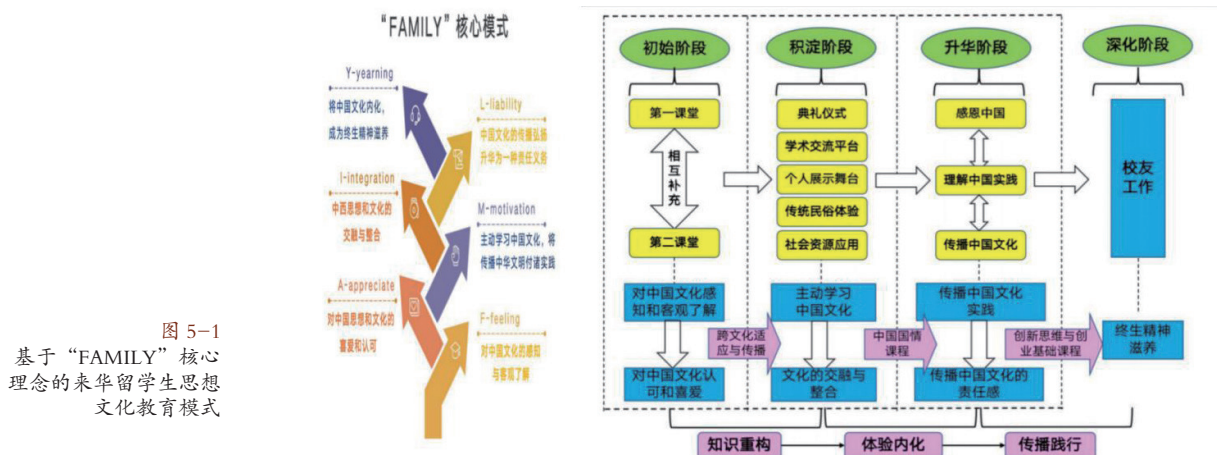 图 5-1
基于“FAMILY”核心
理念的来华留学生思想
文化教育模式
“FAMILY”核心模式
Y-yearning
将中国文化内化，
成为终生精神滋养
L-liability
中国文化的传播弘扬
升华为一种责任义务
I-integration
中西思想和文化的
交融与整合
M-motivation
主动学习中国文化，将
传播中华文明付诸实践
A-appreciate
对中国思想和文化的
喜爱和认可
F-feeling
对中国文化的感知
与客观了解
初始阶段
积淀阶段
升华阶段
深化阶段
第一课堂
相互补充
第二课堂
典礼仪式
学术交流平台
个人展示舞台
传统民俗体验
社会资源应用
感恩中国
理解中国实践
传播中国文化
校友
工作
对中国文化感
知和客观了解
对中国文化认
可和喜爱
跨文化适
应与传播
主动学习
中国文化
文化的交融与
整合
中国国情
课程
传播中国文化
实践
传播中国文化的
责任感
创新思维与创
业基础课程
终生精神
滋养
知识重构
体验内化
传播践行